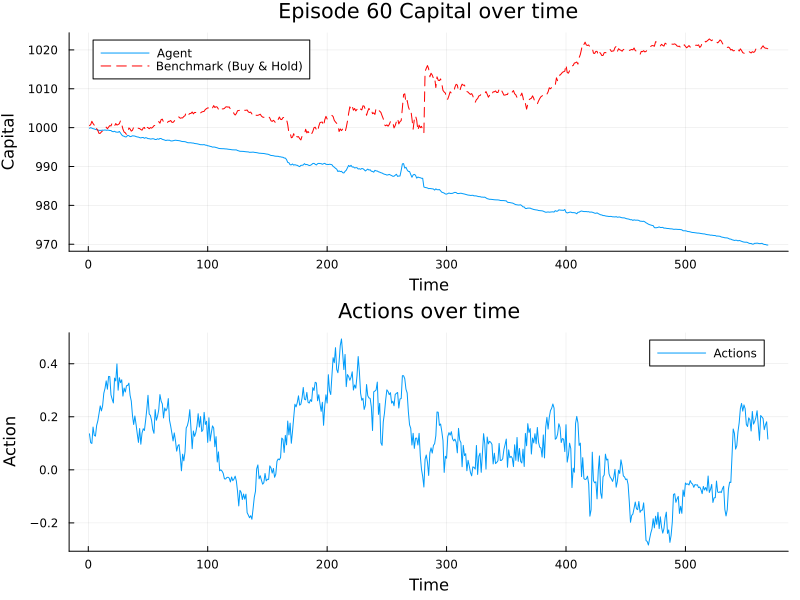 Episode 60 Capital over time
Capital
1020
1010
1000
990
980
970
Agent
Benchmark (Buy & Hold)
0
100
200
300
400
500
Time
Actions over time
Action
0.4
0.2
0.0
−0.2
Actions
0
100
200
300
400
500
Time